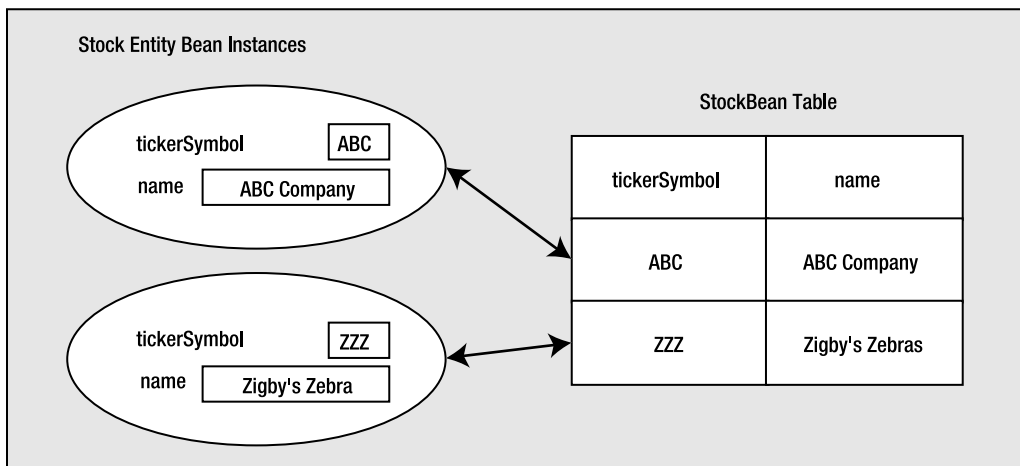 Stock Entity Bean Instances
tickerSymbol ABC
name ABC Company
tickerSymbol ZZZ
name Zigby's Zebra
StockBean Table
tickerSymbol name
ABC ABC Company
ZZZ Zigby's Zebras